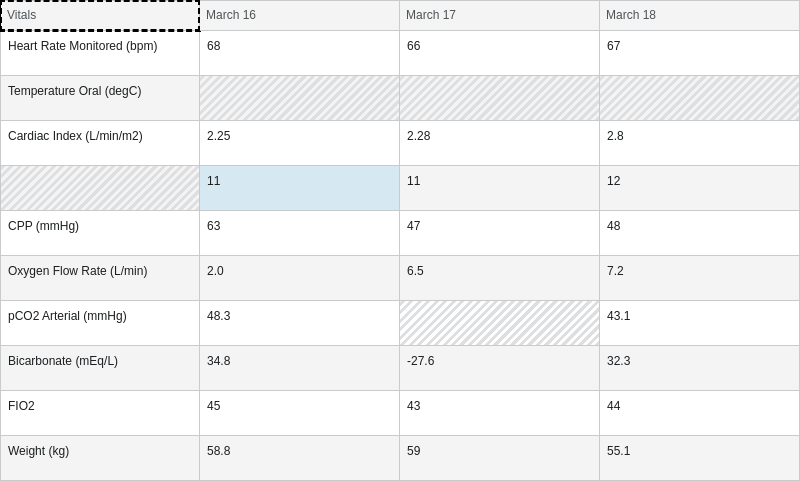 Vitals March 16 March 17 March 18
Heart Rate Monitored (bpm) 68 66 67
Temperature Oral (degC)
Cardiac Index (L/min/m2) 2.25 2.28 2.8
11 11 12
CPP (mmHg) 63 47 48
Oxygen Flow Rate (L/min) 2.0 6.5 7.2
pCO2 Arterial (mmHg) 48.3 43.1
Bicarbonate (mEq/L) 34.8 -27.6 32.3
FIO2 45 43 44
Weight (kg) 58.8 59 55.1